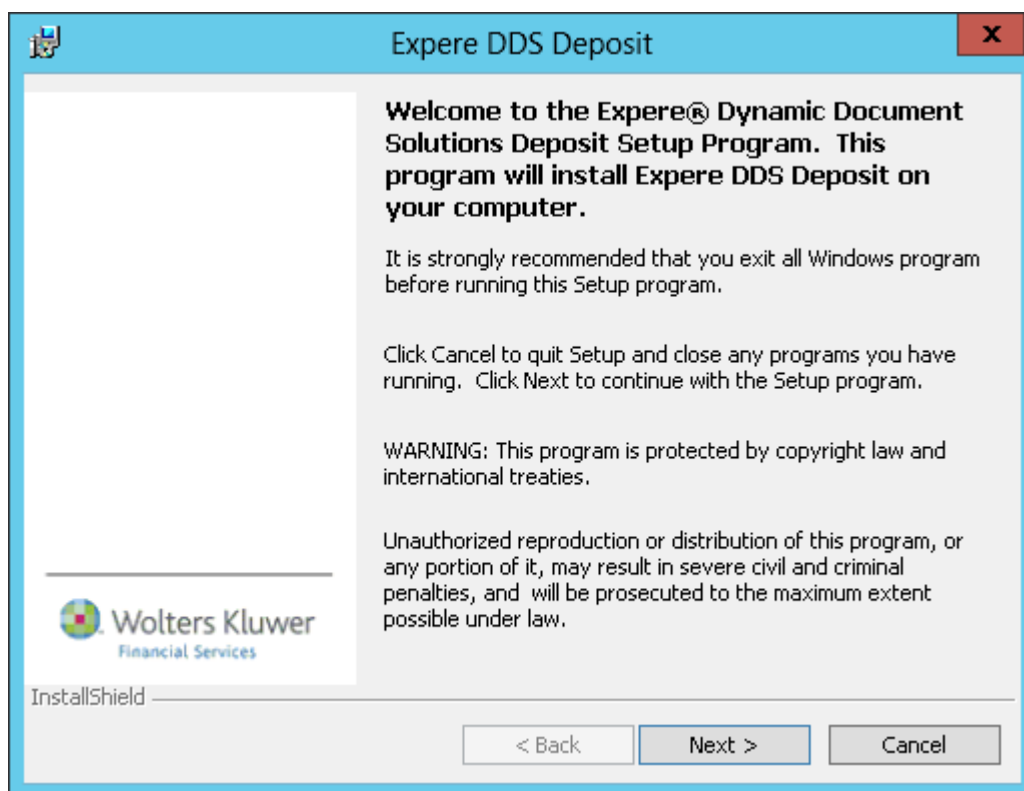 Expere DDS Deposit
x
Welcome to the Expere® Dynamic Document
Solutions Deposit Setup Program.  This
program will install Expere DDS Deposit on
your computer.
It is strongly recommended that you exit all Windows program
before running this Setup program.
Click Cancel to quit Setup and close any programs you have
running.  Click Next to continue with the Setup program.
WARNING: This program is protected by copyright law and
international treaties.
Unauthorized reproduction or distribution of this program, or
any portion of it, may result in severe civil and criminal
penalties, and  will be prosecuted to the maximum extent
possible under law.
Wolters Kluwer
Financial Services
InstallShield
< Back
Next >
Cancel